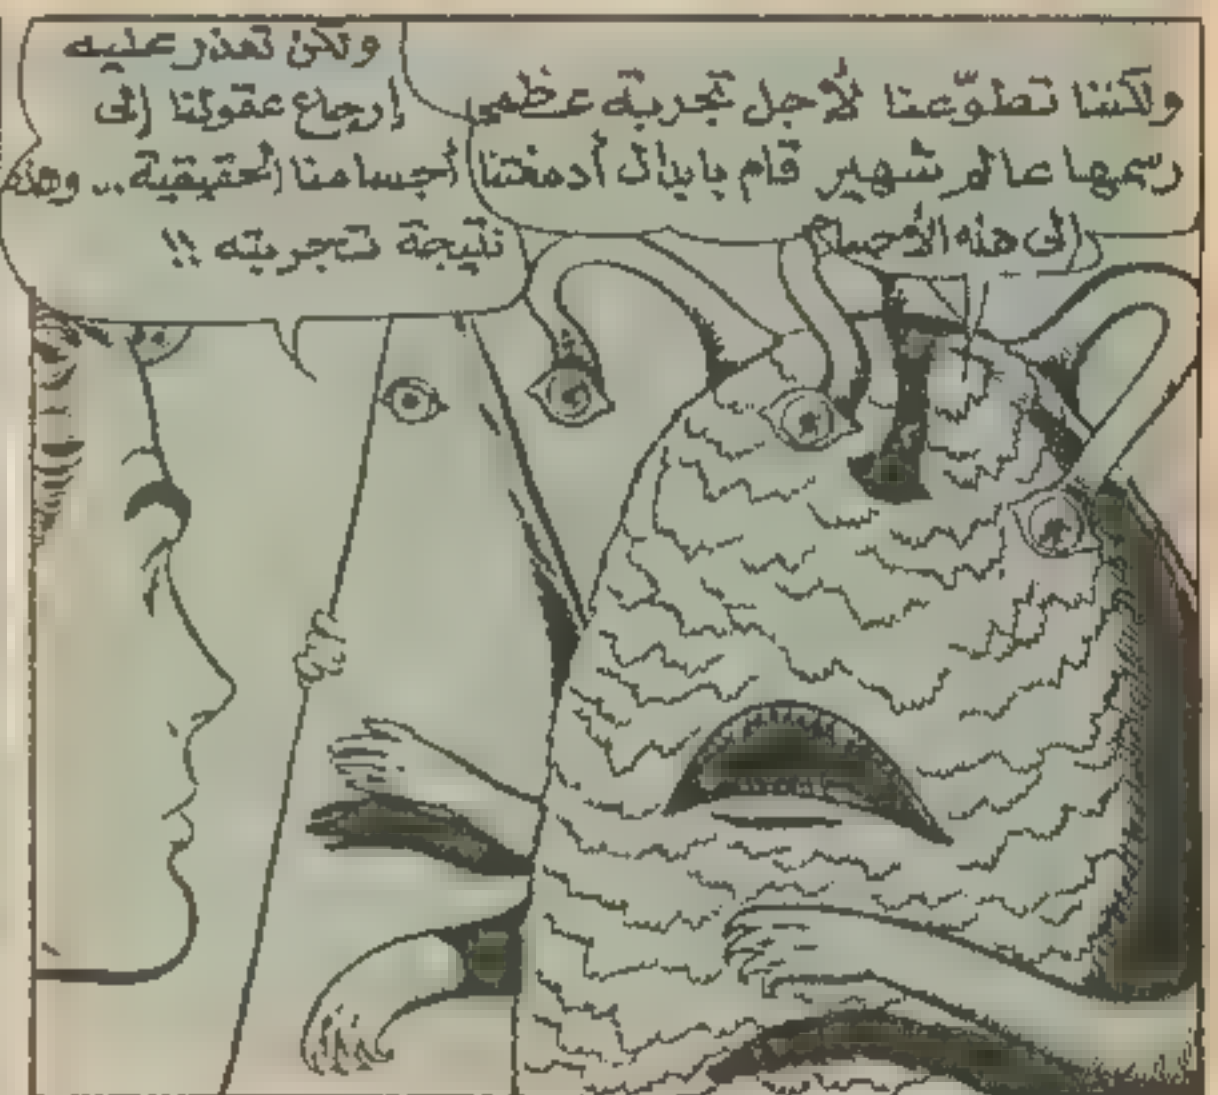 ولكننا تطوّعنا لأجل تجربة عظمى
رسمها عالم شهير قام بابدال أدمغتنا
إلى هذه الأجسام
ولكن تعذر عليه
إرجاع عقولنا إلى
أجسامنا الحقيقية .. وهذه
نتيجة تجربته !!